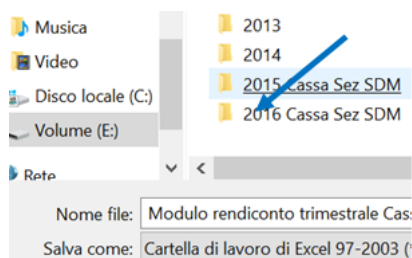 Musica
Video
Disco locale (C:)
Volume (E:)
Rete
2013
2014
2015 Cassa Sez SDM
2016 Cassa Sez SDM
Nome file: Modulo rendiconto trimestrale Cas
Salva come: Cartella di lavoro di Excel 97-2003 (